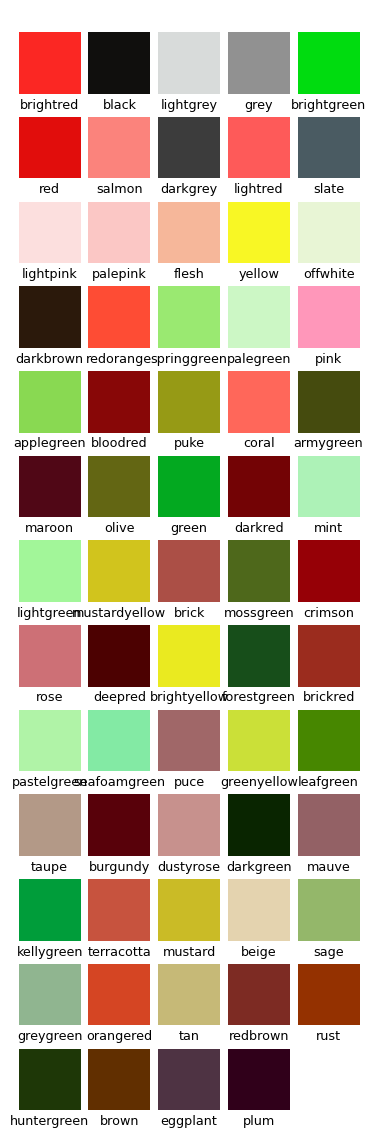 brightred black lightgrey grey brightgreen
red salmon darkgrey lightred slate
lightpink palepink flesh yellow offwhite
darkbrown redorange springgreen palegreen pink
applegreen bloodred puke coral armygreen
maroon olive green darkred mint
lightgreen mustardyellow brick mossgreen crimson
rose deepred brightyellow forestgreen brickred
pastelgreen seafoamgreen puce greenyellow leafgreen
taupe burgundy dustyrose darkgreen mauve
kellygreen terracotta mustard beige sage
greygreen orangered tan redbrown rust
huntergreen brown eggplant plum